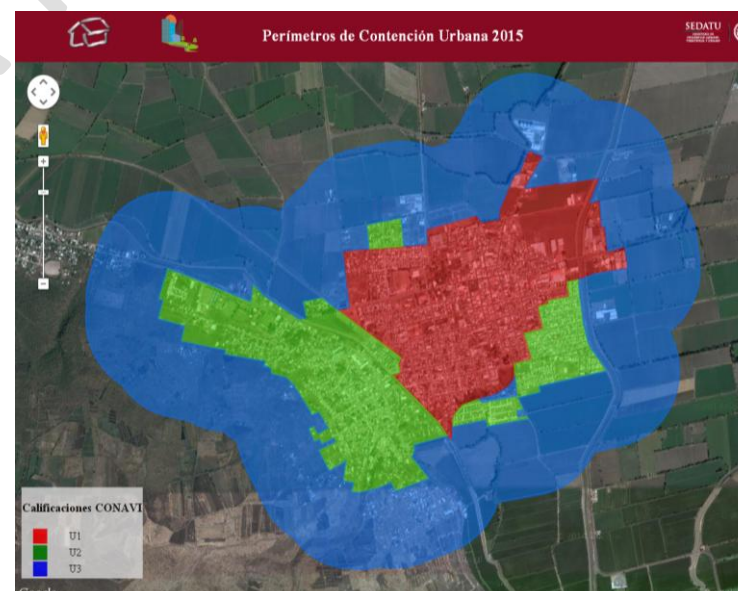 Perímetros de Contención Urbana 2015
SEDATU
Calificaciones CONAVI
U1
U2
U3